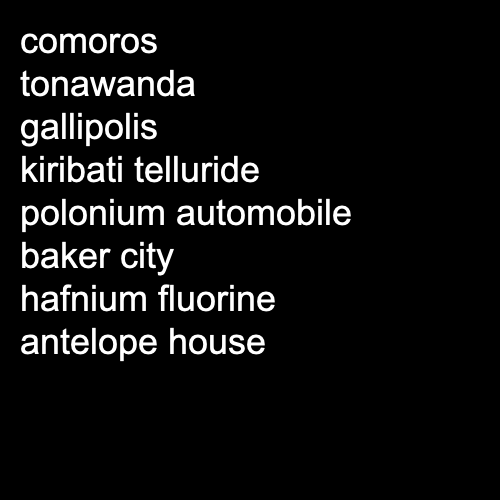 comoros
tonawanda
gallipolis
kiribati telluride
polonium automobile
baker city
hafnium fluorine
antelope house